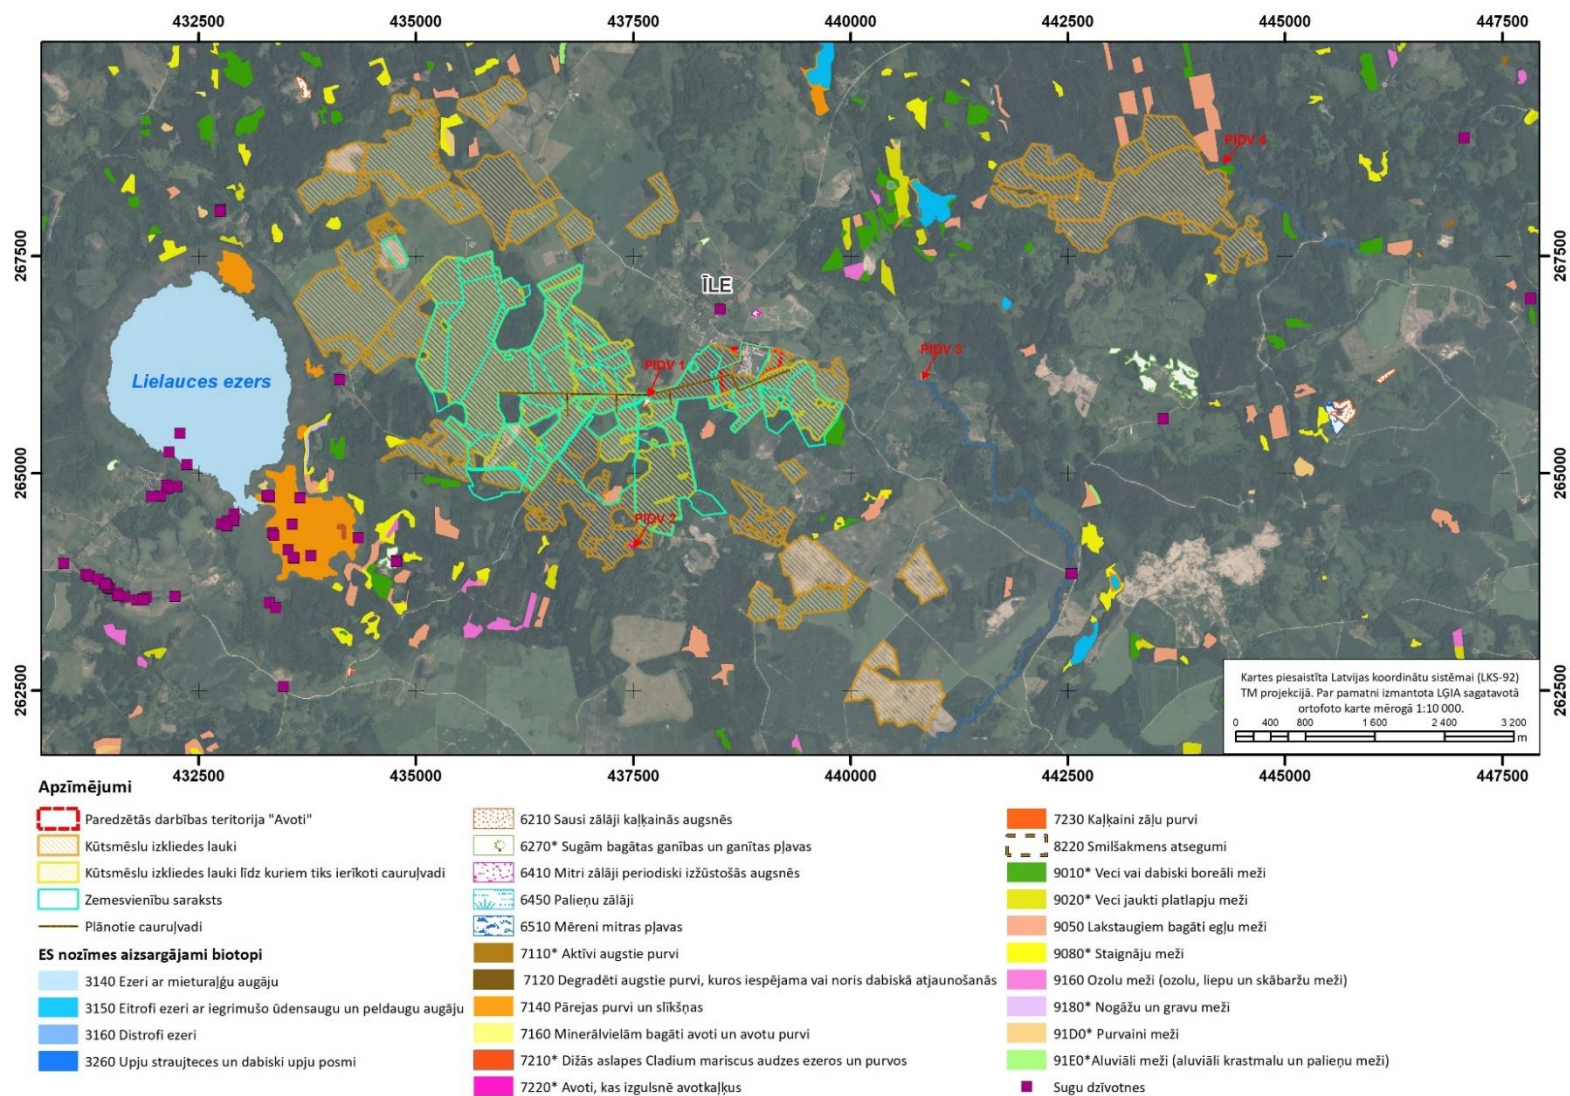 432500 435000 437500 440000 442500 445000 447500
PIDV 4
267500 267500
ĪLE
PIDV 3
PIDV 1
Lielauces ezers
265000 265000
PIDV 2
262500 262500
Kartes piesaistīta Latvijas koordinātu sistēmai (LKS-92)
TM projekcijā. Par pamatni izmantota LĢIA sagatavotā
ortofoto karte mērogā 1:10 000.
0 400 800 1 600 2 400 3 200
m
432500 435000 437500 440000 442500 445000 447500
Apzīmējumi
Paredzētās darbības teritorija "Avoti"
Kūtsmēslu izkliedes lauki
Kūtsmēslu izkliedes lauki līdz kuriem tiks ierīkoti cauruļvadi
Zemesvienību saraksts
Plānotie cauruļvadi
ES nozīmes aizsargājami biotopi
3140 Ezeri ar mieturaļģu augāju
3150 Eitrofi ezeri ar iegrimušo ūdensaugu un peldaugu augāju
3160 Distrofi ezeri
3260 Upju straujteces un dabiski upju posmi
6210 Sausi zālāji kaļķainās augsnēs
6270* Sugām bagātas ganības un ganītas pļavas
6410 Mitri zālāji periodiski izžūstošās augsnēs
6450 Palieņu zālāji
6510 Mēreni mitras pļavas
7110* Aktīvi augstie purvi
7120 Degradēti augstie purvi, kuros iespējama vai noris dabiskā atjaunošanās
7140 Pārejas purvi un slīkšņas
7160 Minerālvielām bagāti avoti un avotu purvi
7210* Dižās aslapes Cladium mariscus audzes ezeros un purvos
7220* Avoti, kas izgulsnē avotkaļķus
7230 Kaļķaini zāļu purvi
8220 Smilšakmens atsegumi
9010* Veci vai dabiski boreāli meži
9020* Veci jaukti platlapju meži
9050 Lakstaugiem bagāti egļu meži
9080* Staignāju meži
9160 Ozolu meži (ozolu, liepu un skābaržu meži)
9180* Nogāžu un gravu meži
91D0* Purvaini meži
91E0*Aluviāli meži (aluviāli krastmalu un palieņu meži)
Sugu dzīvotnes